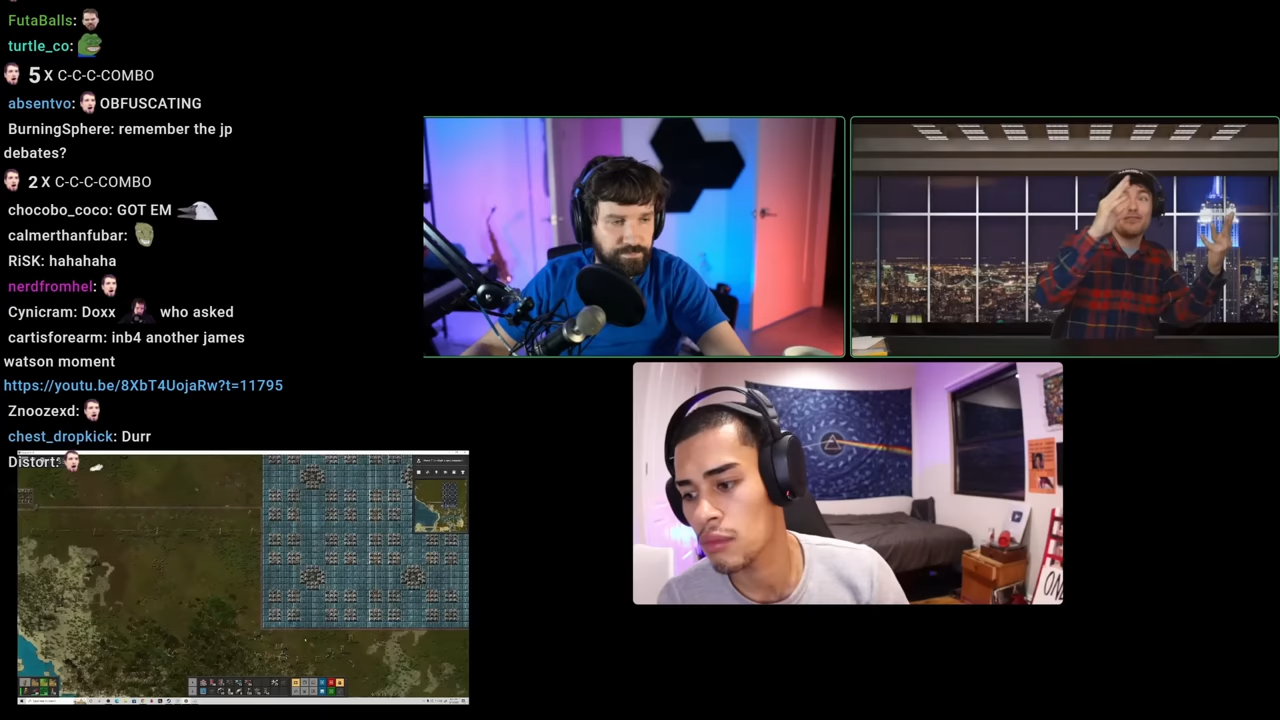 FutaBalls:
turtle_co:
5 X C-C-C-COMBO
absentvo: OBFUSCATING
BurningSphere: remember the jp
debates?
2 X C-C-C-COMBO
chocobo_coco: GOT EM
calmerthanfubar:
RiSK: hahahaha
nerdfromhel:
Cynicram: Doxx who asked
cartisforearm: inb4 another james
watson moment
https://youtu.be/8XbT4UojaRw?t=11795
Znoozexd:
chest_dropkick: Durr
Distort: